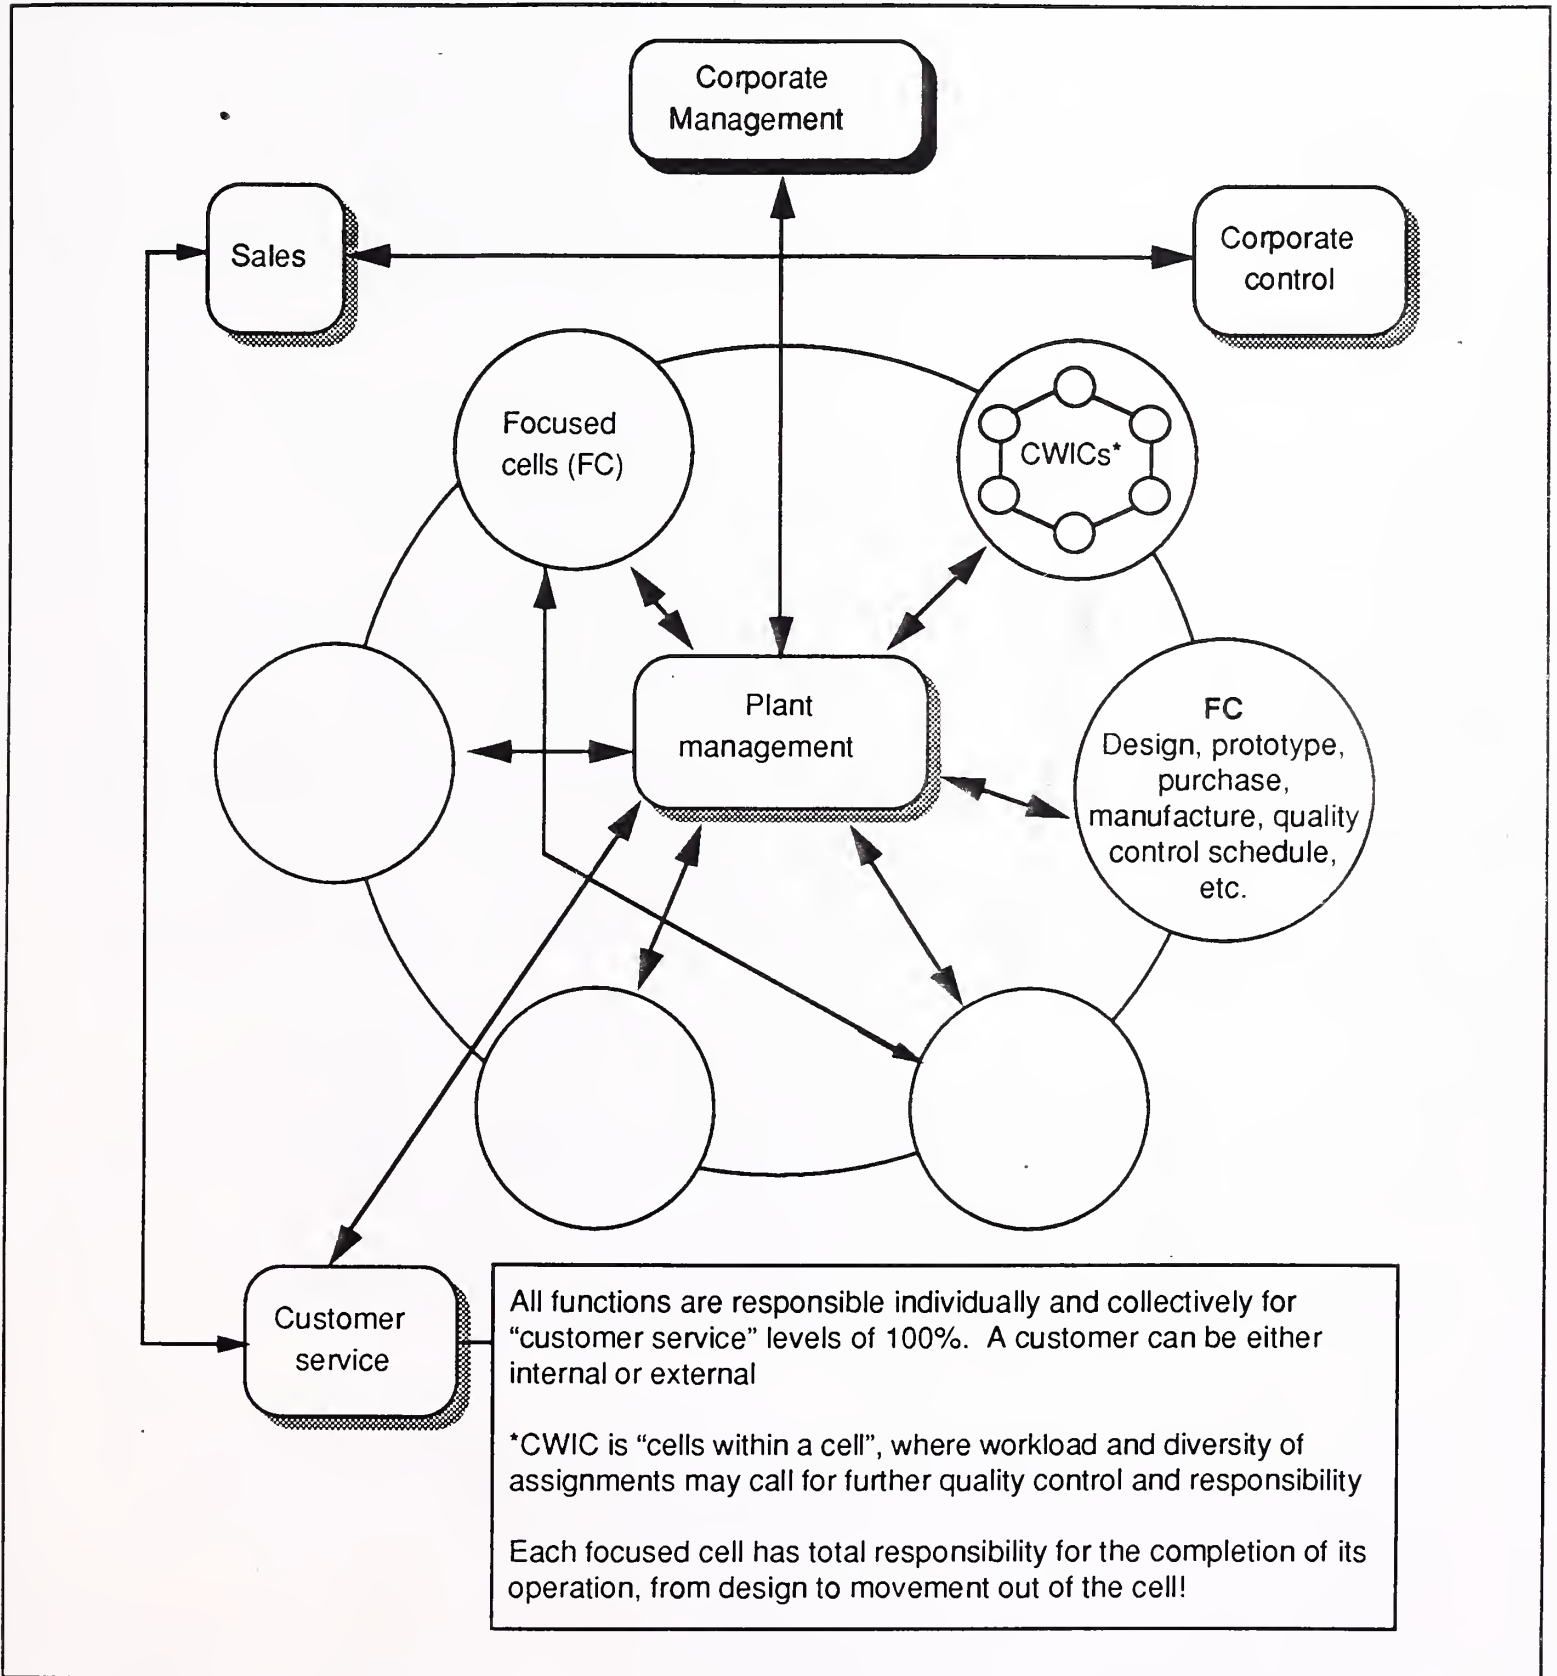 Corporate
Management
Sales
Corporate
control
Focused
cells (FC)
CWICs*
Plant
management
FC
Design, prototype,
purchase,
manufacture, quality
control schedule,
etc.
Customer
service
All functions are responsible individually and collectively for
“customer service” levels of 100%.  A customer can be either
internal or external
*CWIC is “cells within a cell”, where workload and diversity of
assignments may call for further quality control and responsibility
Each focused cell has total responsibility for the completion of its
operation, from design to movement out of the cell!